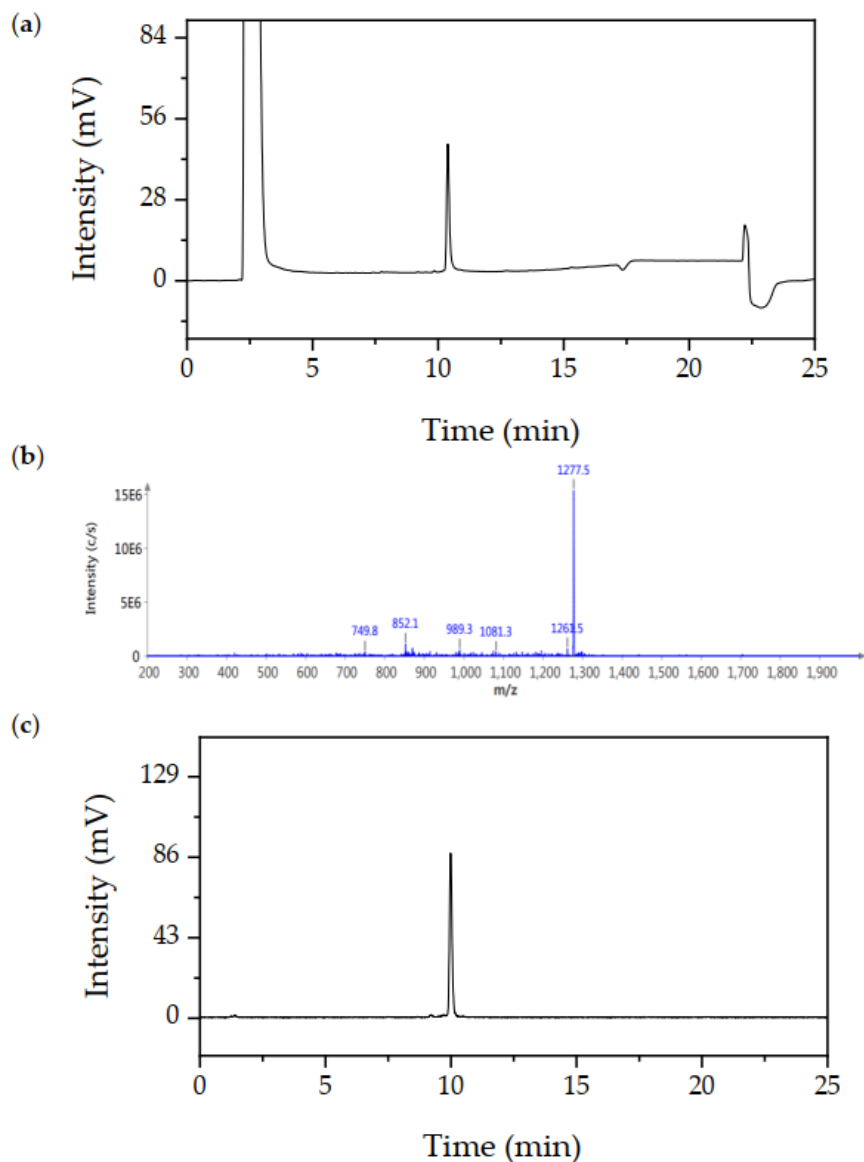 (a)
84
56
28
0
Intensity (mV)
0 5 10 15 20 25
Time (min)
(b)
1277.5
15E6
10E6
5E6
0
Intensity (c/s)
749.8 852.1 989.3 1081.3 1261.5
200 300 400 500 600 700 800 900 1,000 1,100 1,200 1,300 1,400 1,500 1,600 1,700 1,800 1,900
m/z
(c)
129
86
43
0
Intensity (mV)
0 5 10 15 20 25
Time (min)